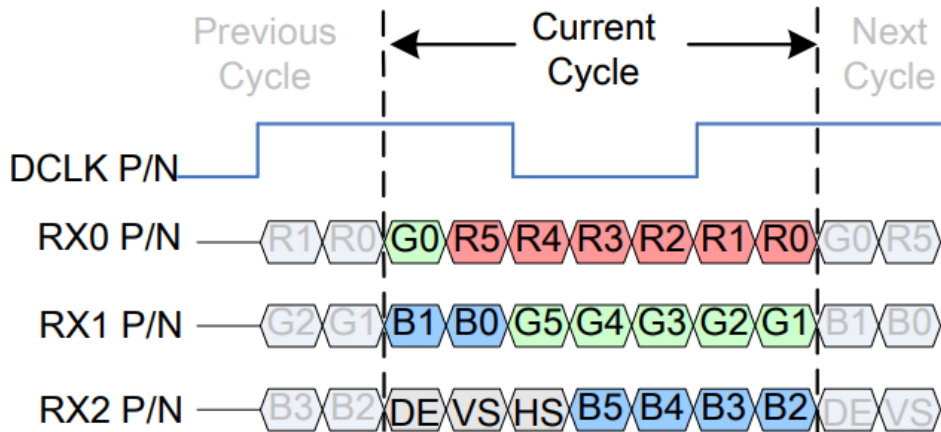 Previous Cycle
Current Cycle
Next Cycle
DCLK P/N
RX0 P/N R1 R0 G0 R5 R4 R3 R2 R1 R0 G0 R5
RX1 P/N G2 G1 B1 B0 G5 G4 G3 G2 G1 B1 B0
RX2 P/N B3 B2 DE VS HS B5 B4 B3 B2 DE VS